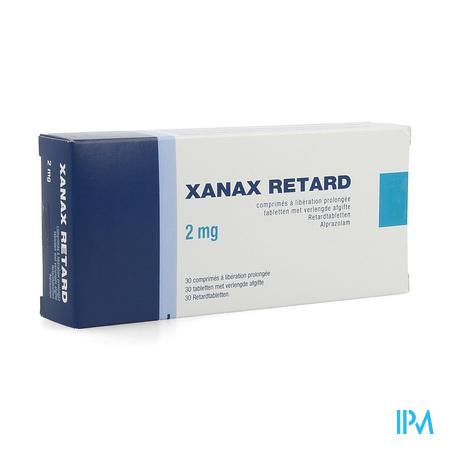 XANAX RETARD
comprimés à libération prolongée
tabletten met verlengde afgifte
Retardtabletten
Alprazolam
2 mg
30 comprimés à libération prolongée
30 tabletten met verlengde afgifte
30 Retardtabletten
XANAX RETARD
2 mg
IPM